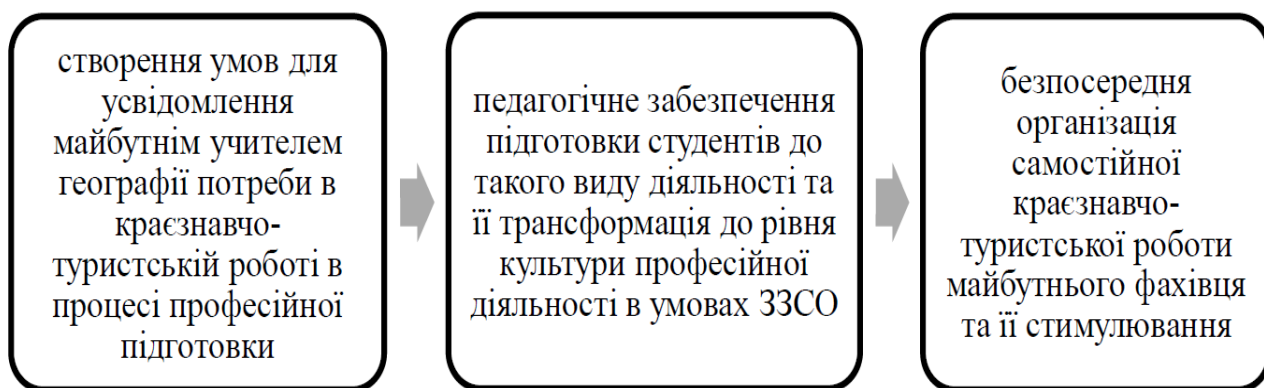 створення умов для
усвідомлення
майбутнім учителем
географії потреби в
краєзнавчо-
туристській роботі в
процесі професійної
підготовки
педагогічне забезпечення
підготовки студентів до
такого виду діяльності та
її трансформація до рівня
культури професійної
діяльності в умовах ЗЗСО
безпосередня
організація
самостійної
краєзнавчо-
туристської роботи
майбутнього фахівця
та її стимулювання